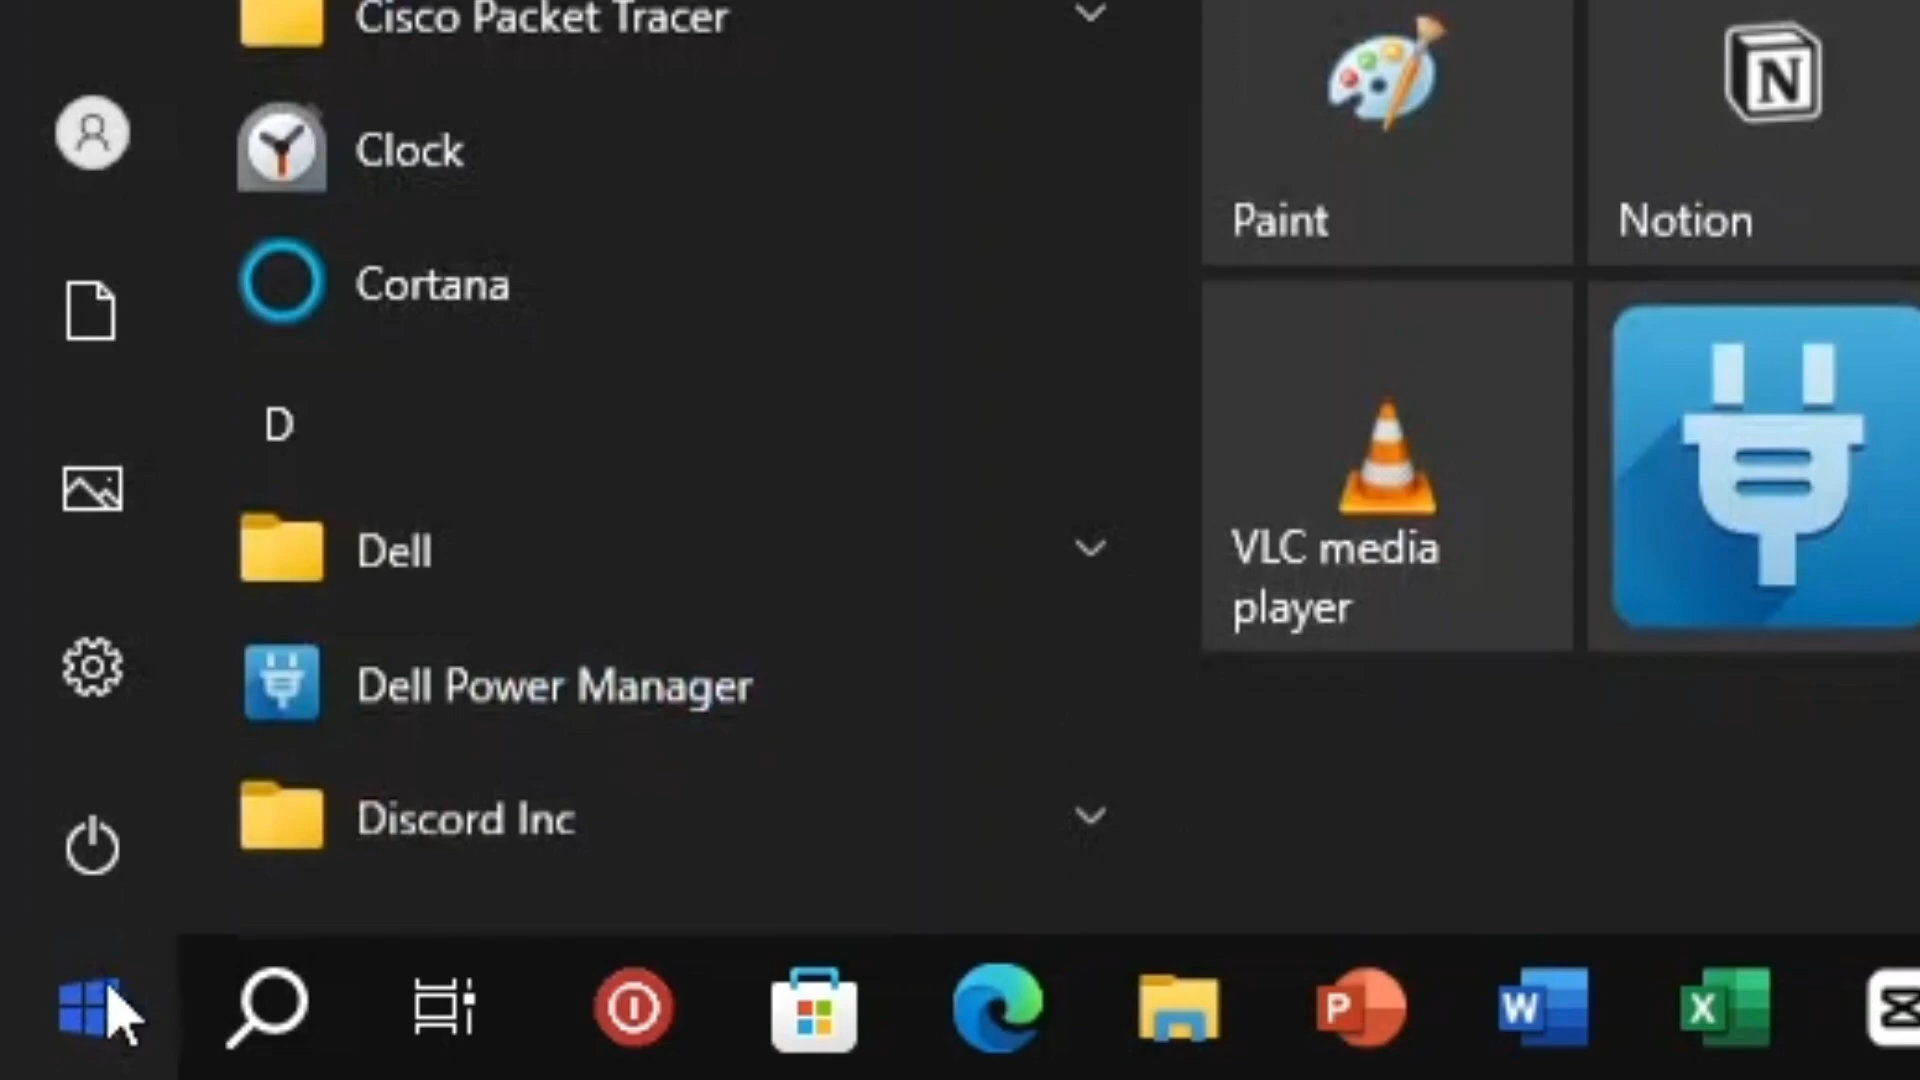 Cisco Packet Tracer
Clock
Cortana
D
Dell
Dell Power Manager
Discord Inc
Paint
N
Notion
VLC media
player
P
W
X